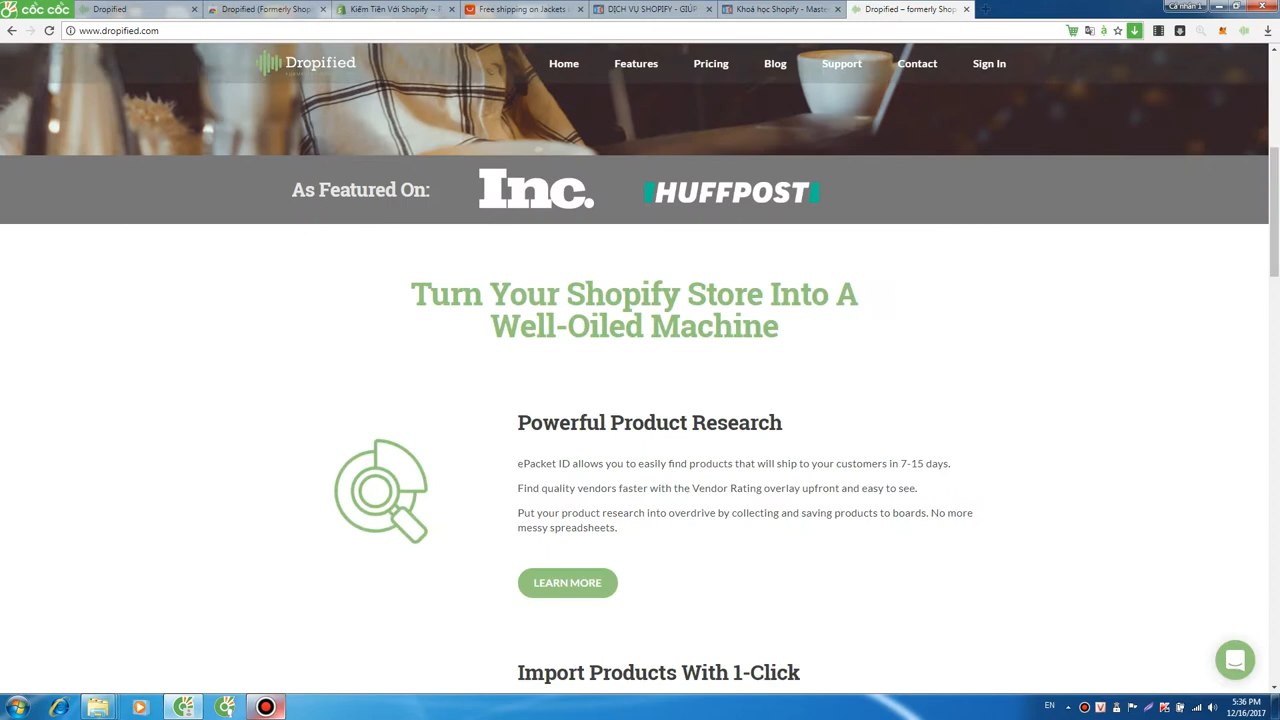 cốc cốc
Dropified
Dropified (Formerly Shop
Kiếm Tiền Với Shopify –
Free shipping on Jackets
DỊCH VỤ SHOPIFY - GIÚP
Khoá học Shopify - Maste
Dropified – formerly Shop
Cá nhân 1
www.dropified.com
Dropified
Home
Features
Pricing
Blog
Support
Contact
Sign In
As Featured On:
Inc.
HUFFPOST
Turn Your Shopify Store Into A
Well-Oiled Machine
Powerful Product Research
ePacket ID allows you to easily find products that will ship to your customers in 7-15 days.
Find quality vendors faster with the Vendor Rating overlay upfront and easy to see.
Put your product research into overdrive by collecting and saving products to boards. No more
messy spreadsheets.
LEARN MORE
Import Products With 1-Click
EN
5:36 PM
12/16/2017